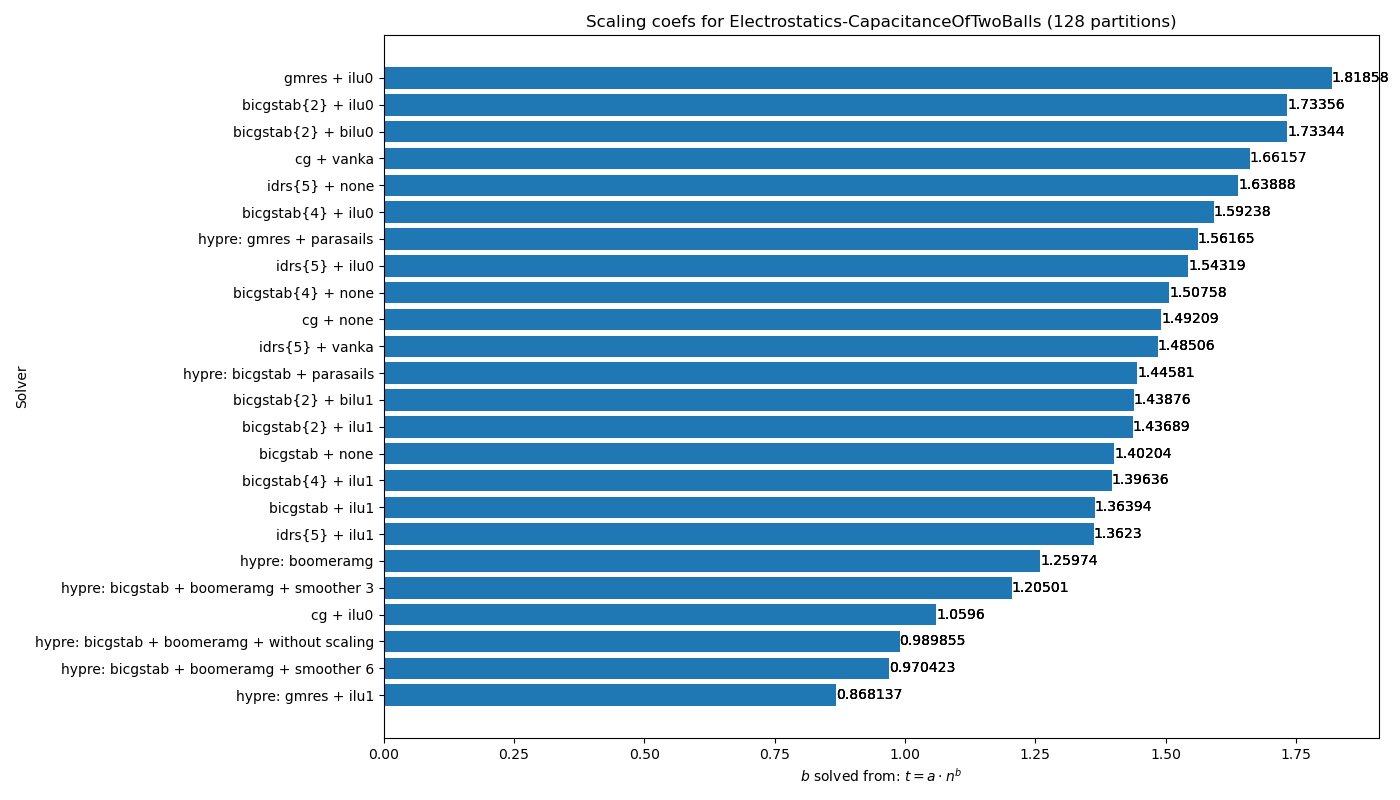 Scaling coefs for Electrostatics-CapacitanceOfTwoBalls (128 partitions)
gmres + ilu0 1.81858
bicgstab{2} + ilu0 1.73356
bicgstab{2} + bilu0 1.73344
cg + vanka 1.66157
idrs{5} + none 1.63888
bicgstab{4} + ilu0 1.59238
hypre: gmres + parasails 1.56165
idrs{5} + ilu0 1.54319
bicgstab{4} + none 1.50758
cg + none 1.49209
idrs{5} + vanka 1.48506
hypre: bicgstab + parasails 1.44581
bicgstab{2} + bilu1 1.43876
bicgstab{2} + ilu1 1.43689
bicgstab + none 1.40204
bicgstab{4} + ilu1 1.39636
bicgstab + ilu1 1.36394
idrs{5} + ilu1 1.3623
hypre: boomeramg 1.25974
hypre: bicgstab + boomeramg + smoother 3 1.20501
cg + ilu0 1.0596
hypre: bicgstab + boomeramg + without scaling 0.989855
hypre: bicgstab + boomeramg + smoother 6 0.970423
hypre: gmres + ilu1 0.868137
Solver
0.00 0.25 0.50 0.75 1.00 1.25 1.50 1.75
b solved from: t = a · n^b